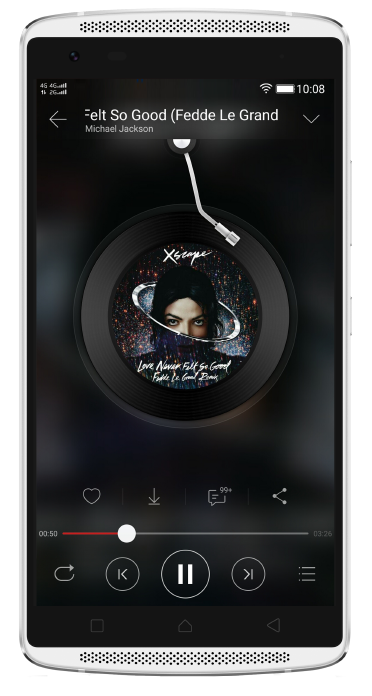 4G 4G
1X 2G
10:08
Felt So Good (Fedde Le Grand
Michael Jackson
Xscape
Love Never Felt So Good
Fedde Le Grand Remix
99+
00:50
03:26